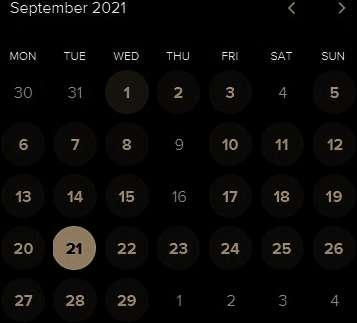 September 2021
MON TUE WED THU FRI SAT SUN
30 31 1 2 3 4 5
6 7 8 9 10 11 12
13 14 15 16 17 18 19
20 21 22 23 24 25 26
27 28 29 1 2 3 4